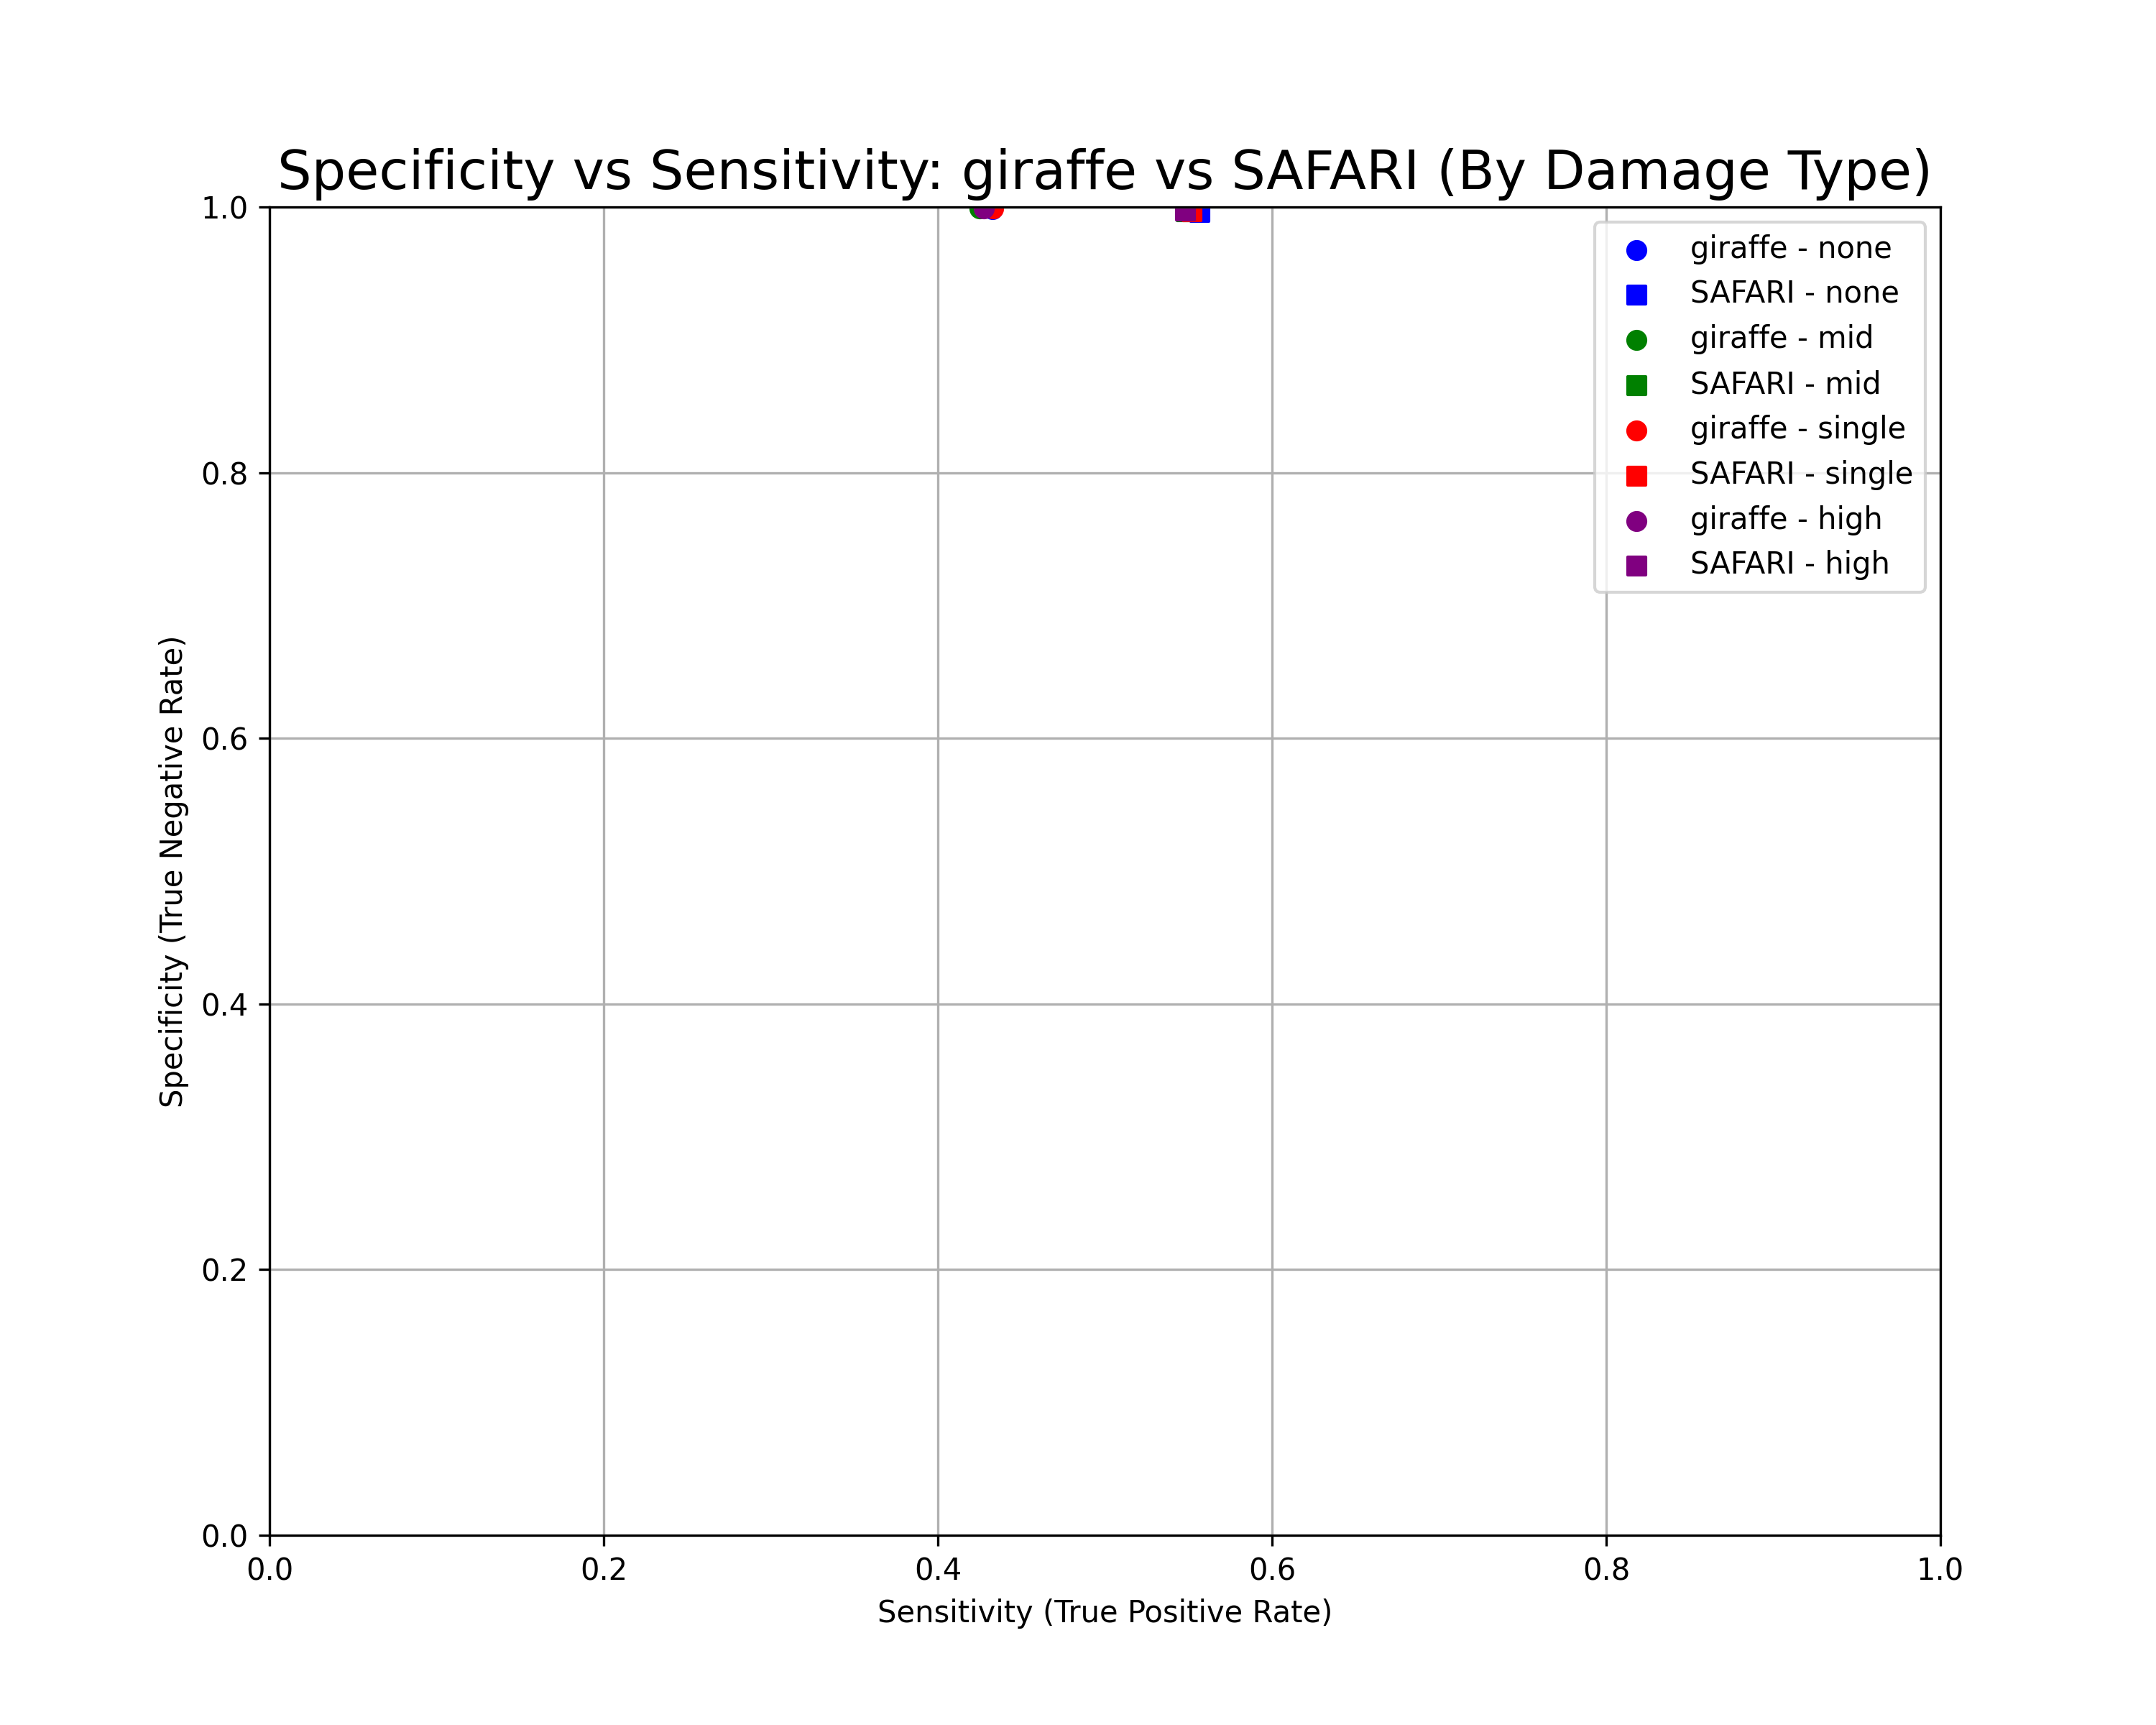 Specificity vs Sensitivity: giraffe vs SAFARI (By Damage Type)
1.0
0.8
0.6
0.4
0.2
0.0
Specificity (True Negative Rate)
giraffe - none
SAFARI - none
giraffe - mid
SAFARI - mid
giraffe - single
SAFARI - single
giraffe - high
SAFARI - high
0.0 0.2 0.4 0.6 0.8 1.0
Sensitivity (True Positive Rate)